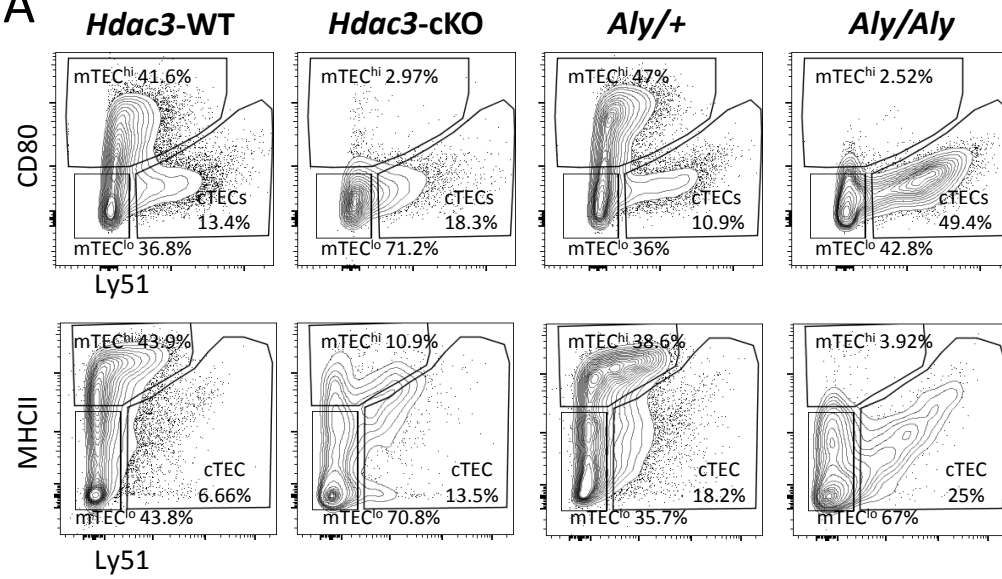 A
Hdac3-WT
Hdac3-cKO
Aly/+
Aly/Aly
CD80
mTEChi 41.6%
cTECs
13.4%
mTEClo 36.8%
mTEChi 2.97%
cTECs
18.3%
mTEClo 71.2%
mTEChi 47%
cTECs
10.9%
mTEClo 36%
mTEChi 2.52%
cTECs
49.4%
mTEClo 42.8%
Ly51
MHCII
mTEChi 43.9%
cTEC
6.66%
mTEClo 43.8%
mTEChi 10.9%
cTEC
13.5%
mTEClo 70.8%
mTEChi 38.6%
cTEC
18.2%
mTEClo 35.7%
mTEChi 3.92%
cTEC
25%
mTEClo 67%
Ly51